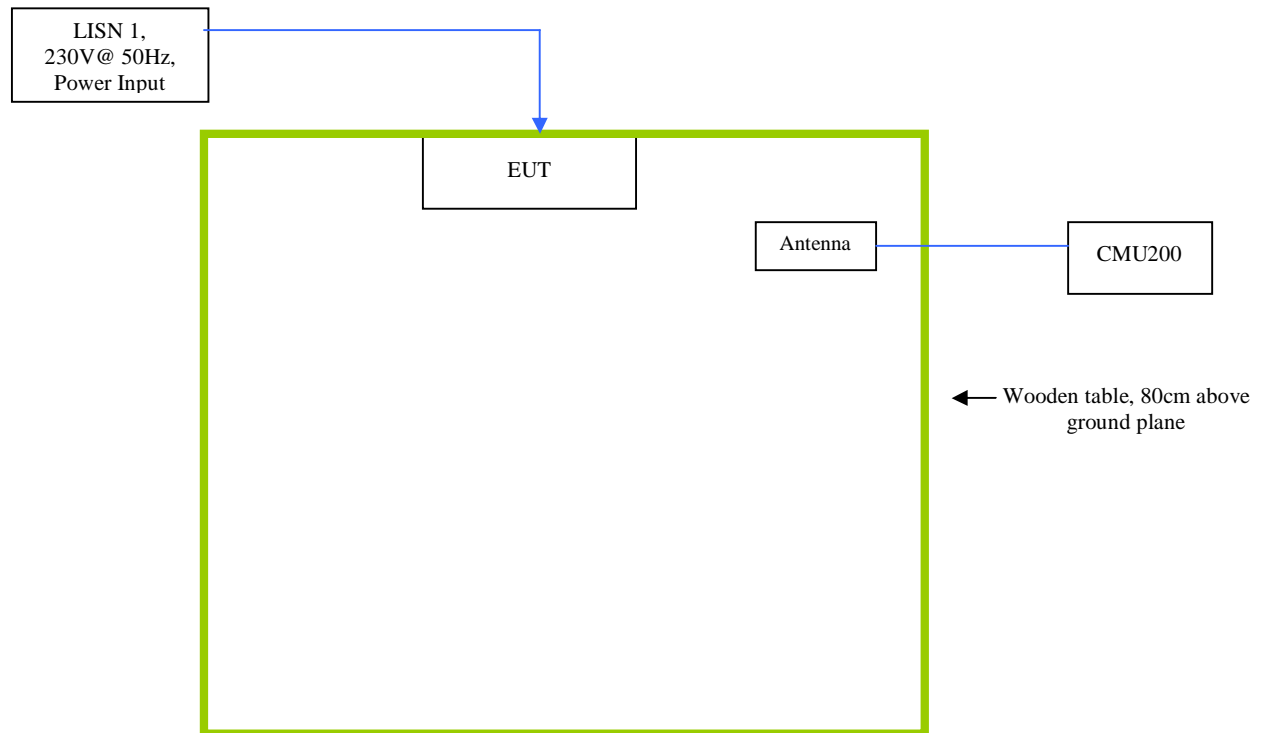 LISN 1,
230V@ 50Hz,
Power Input
EUT
Antenna
CMU200
Wooden table, 80cm above
ground plane